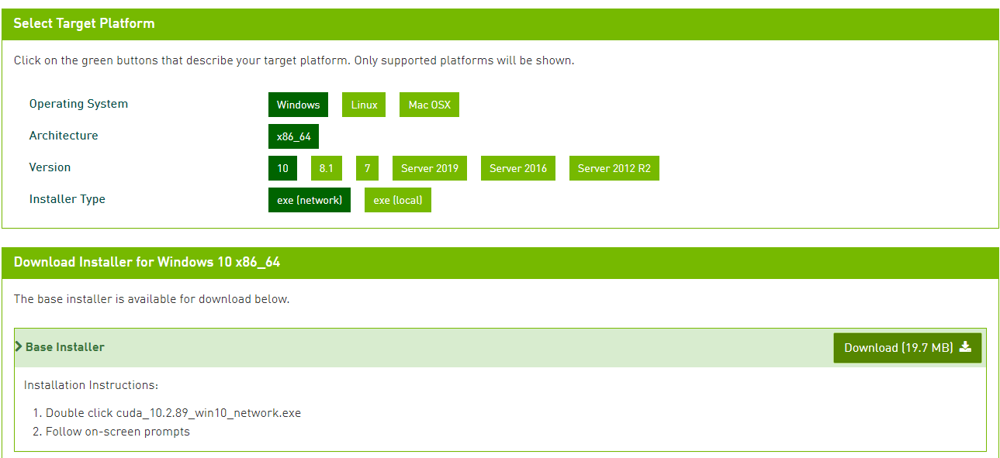 Select Target Platform
Click on the green buttons that describe your target platform. Only supported platforms will be shown.
Operating System Windows Linux Mac OSX
Architecture x86_64
Version 10 8.1 7 Server 2019 Server 2016 Server 2012 R2
Installer Type exe (network) exe (local)
Download Installer for Windows 10 x86_64
The base installer is available for download below.
Base Installer Download (19.7 MB)
Installation Instructions:
1. Double click cuda_10.2.89_win10_network.exe
2. Follow on-screen prompts